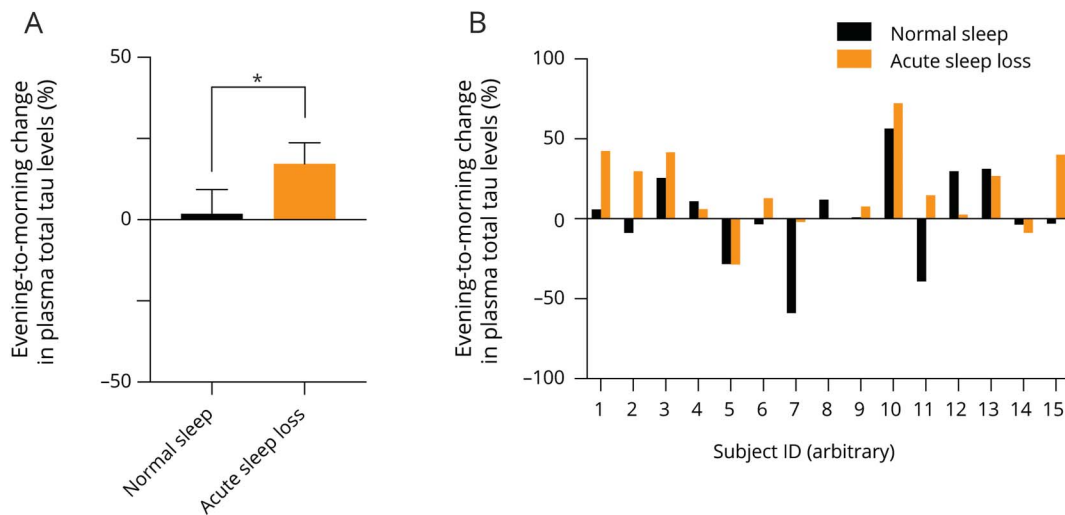 A
Evening-to-morning change
in plasma total tau levels (%)
50
0
−50
*
Normal sleep
Acute sleep loss
B
Normal sleep
Acute sleep loss
Evening-to-morning change
in plasma total tau levels (%)
100
50
0
−50
−100
1 2 3 4 5 6 7 8 9 10 11 12 13 14 15
Subject ID (arbitrary)